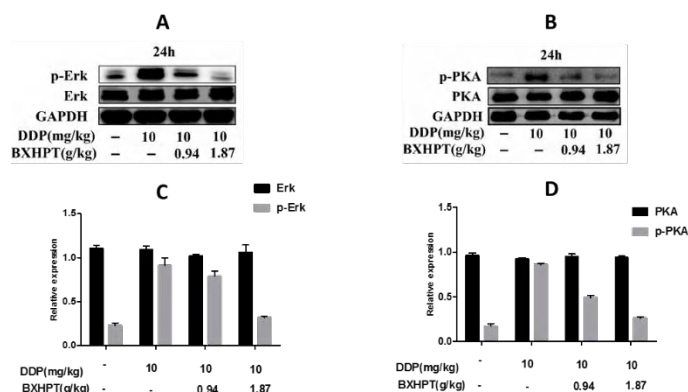 A
24h
p-Erk
Erk
GAPDH
DDP(mg/kg) – 10 10 10
BXHPT(g/kg) – – 0.94 1.87
B
24h
p-PKA
PKA
GAPDH
DDP(mg/kg) – 10 10 10
BXHPT(g/kg) – – 0.94 1.87
C
Erk
p-Erk
Relative expression
1.5
1.0
0.5
0.0
DDP(mg/kg) - 10 10 10
BXHPT(g/kg) - - 0.94 1.87
D
PKA
p-PKA
Relative expression
1.5
1.0
0.5
0.0
DDP(mg/kg) - 10 10 10
BXHPT(g/kg) - - 0.94 1.87